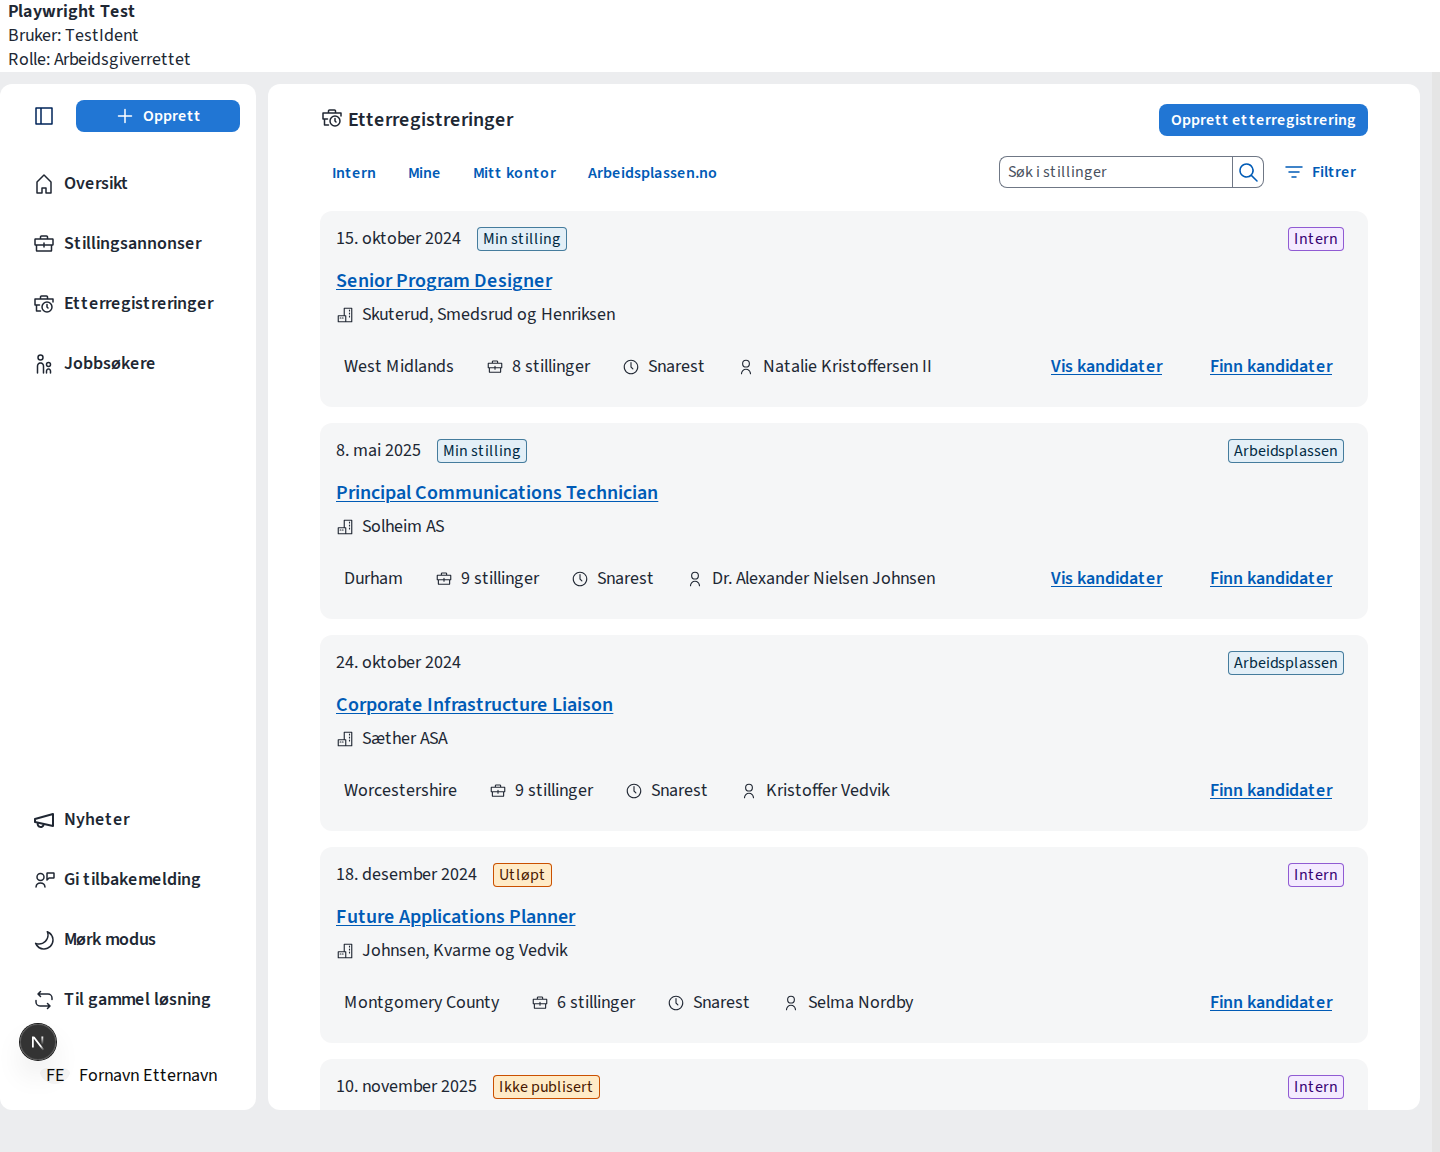 Playwright Test
Bruker: TestIdent
Rolle: Arbeidsgiverrettet
Opprett
Oversikt
Stillingsannonser
Etterregistreringer
Jobbsøkere
Nyheter
Gi tilbakemelding
Mørk modus
Til gammel løsning
N
FE Fornavn Etternavn
Etterregistreringer
Opprett etterregistrering
Intern Mine Mitt kontor Arbeidsplassen.no
Søk i stillinger
Filtrer
15. oktober 2024 Min stilling Intern
Senior Program Designer
Skuterud, Smedsrud og Henriksen
West Midlands 8 stillinger Snarest Natalie Kristoffersen II Vis kandidater Finn kandidater
8. mai 2025 Min stilling Arbeidsplassen
Principal Communications Technician
Solheim AS
Durham 9 stillinger Snarest Dr. Alexander Nielsen Johnsen Vis kandidater Finn kandidater
24. oktober 2024 Arbeidsplassen
Corporate Infrastructure Liaison
Sæther ASA
Worcestershire 9 stillinger Snarest Kristoffer Vedvik Finn kandidater
18. desember 2024 Utløpt Intern
Future Applications Planner
Johnsen, Kvarme og Vedvik
Montgomery County 6 stillinger Snarest Selma Nordby Finn kandidater
10. november 2025 Ikke publisert Intern